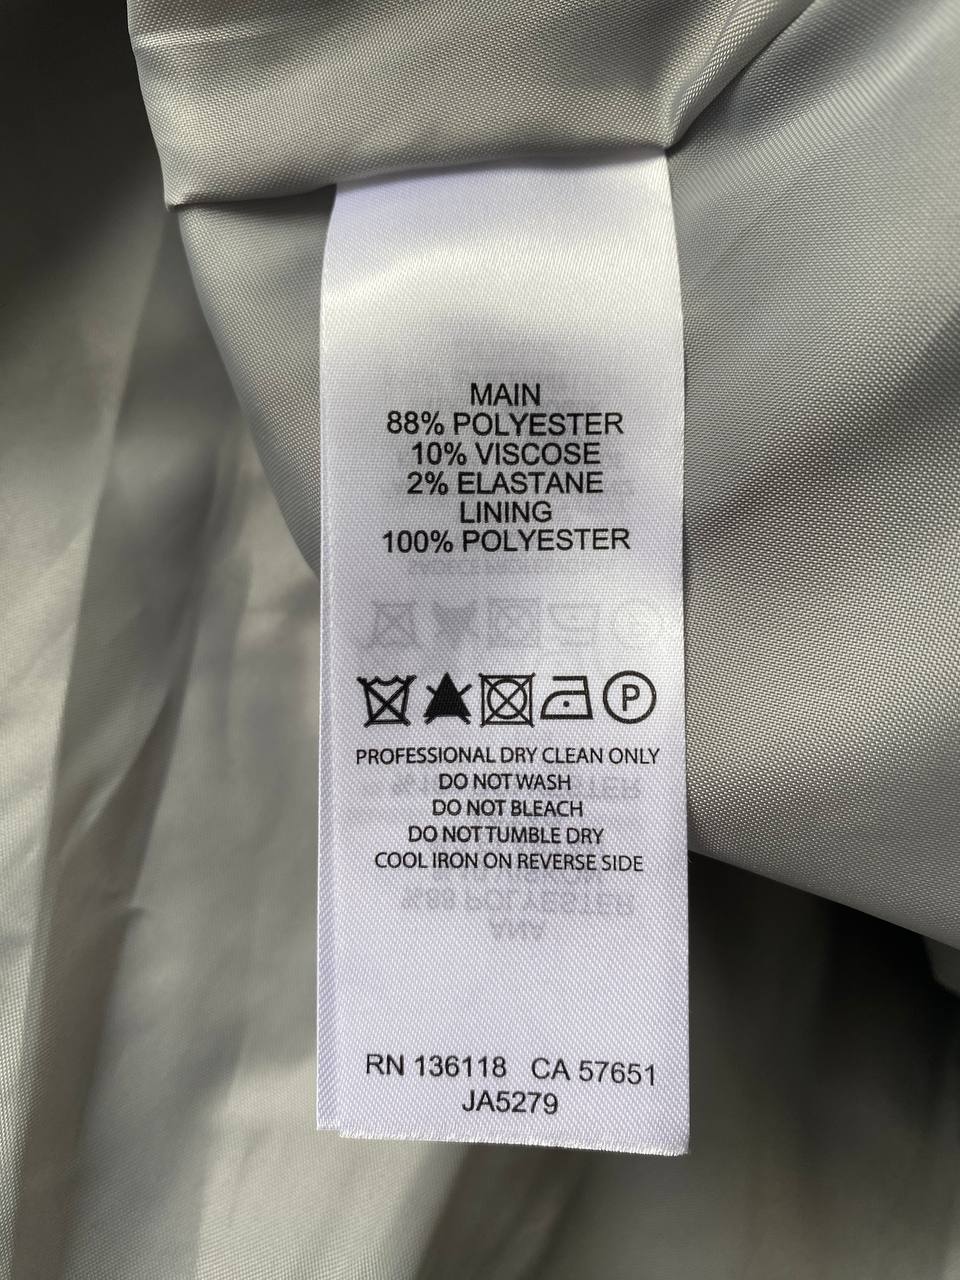 MAIN
88% POLYESTER
10% VISCOSE
2% ELASTANE
LINING
100% POLYESTER
P
PROFESSIONAL DRY CLEAN ONLY
DO NOT WASH
DO NOT BLEACH
DO NOT TUMBLE DRY
COOL IRON ON REVERSE SIDE
RN 136118 CA 57651
JA5279